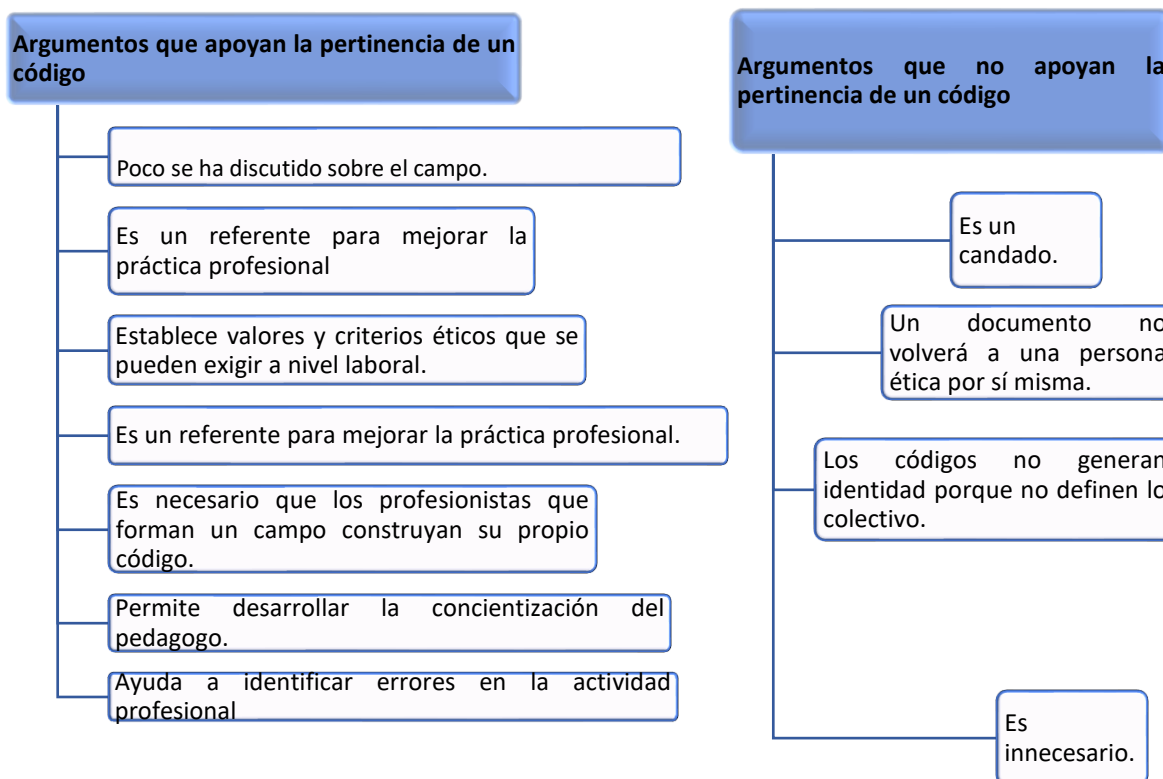 Argumentos que apoyan la pertinencia de un
código
Poco se ha discutido sobre el campo.
Es un referente para mejorar la
práctica profesional
Establece valores y criterios éticos que se
pueden exigir a nivel laboral.
Es un referente para mejorar la práctica profesional.
Es necesario que los profesionistas que
forman un campo construyan su propio
código.
Permite desarrollar la concientización del
pedagogo.
Ayuda a identificar errores en la actividad
profesional
Argumentos que no apoyan la
pertinencia de un código
Es un
candado.
Un documento no
volverá a una persona
ética por sí misma.
Los códigos no generan
identidad porque no definen lo
colectivo.
Es
innecesario.